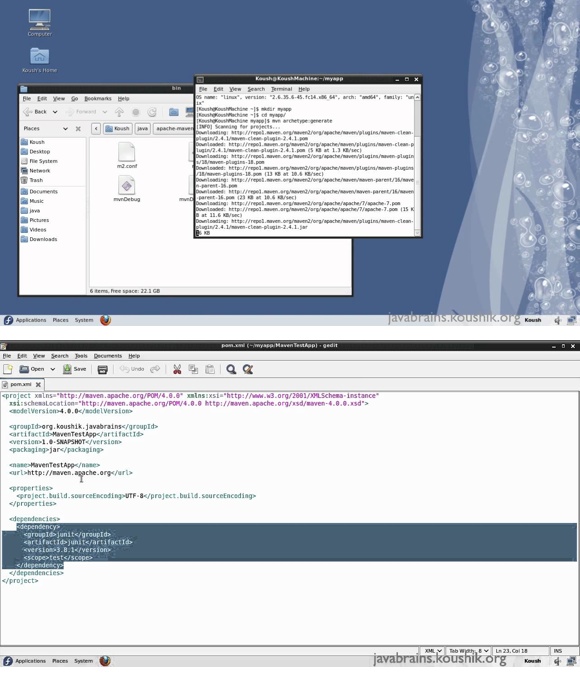 Computer
Koush's Home
bin
File Edit View Go Bookmarks Help
Back Forward
Places
Koush java apache-maven
Koush
Desktop
File System
Network
Trash
Documents
Music
java
Pictures
Videos
Downloads
m2.conf
mvnDebug
6 items, free space: 22.1 GB
Koush@KoushMachine:~/myapp
File Edit View Search Terminal Help
OS name: "linux", version: "2.6.35.6-45.fc14.x86_64", arch: "amd64", family: "un
ix"
[Koush@KoushMachine ~]$ mkdir myapp
[Koush@KoushMachine ~]$ cd myapp/
[Koush@KoushMachine myapp]$ mvn archetype:generate
[INFO] Scanning for projects...
Downloading: http://repo1.maven.org/maven2/org/apache/maven/plugins/maven-clean-
plugin/2.4.1/maven-clean-plugin-2.4.1.pom
Downloaded: http://repo1.maven.org/maven2/org/apache/maven/plugins/maven-clean-p
lugin/2.4.1/maven-clean-plugin-2.4.1.pom (5 KB at 1.3 KB/sec)
Downloading: http://repo1.maven.org/maven2/org/apache/maven/plugins/maven-plugin
s/18/maven-plugins-18.pom
Downloaded: http://repo1.maven.org/maven2/org/apache/maven/plugins/maven-plugins
/18/maven-plugins-18.pom (13 KB at 10.6 KB/sec)
Downloading: http://repo1.maven.org/maven2/org/apache/maven/maven-parent/16/mave
n-parent-16.pom
Downloaded: http://repo1.maven.org/maven2/org/apache/maven/maven-parent/16/maven
-parent-16.pom (23 KB at 10.6 KB/sec)
Downloading: http://repo1.maven.org/maven2/org/apache/apache/7/apache-7.pom
Downloaded: http://repo1.maven.org/maven2/org/apache/apache/7/apache-7.pom (15 K
B at 11.6 KB/sec)
Downloading: http://repo1.maven.org/maven2/org/apache/maven/plugins/maven-clean-
plugin/2.4.1/maven-clean-plugin-2.4.1.jar
KB
javabrains.koushik.org
Applications Places System Koush
pom.xml (~/myapp/MavenTestApp) - gedit
File Edit View Search Tools Documents Help
Open Save Undo
pom.xml
<project xmlns="http://maven.apache.org/POM/4.0.0" xmlns:xsi="http://www.w3.org/2001/XMLSchema-instance"
xsi:schemaLocation="http://maven.apache.org/POM/4.0.0 http://maven.apache.org/xsd/maven-4.0.0.xsd">
<modelVersion>4.0.0</modelVersion>
<groupId>org.koushik.javabrains</groupId>
<artifactId>MavenTestApp</artifactId>
<version>1.0-SNAPSHOT</version>
<packaging>jar</packaging>
<name>MavenTestApp</name>
<url>http://maven.apache.org</url>
<properties>
<project.build.sourceEncoding>UTF-8</project.build.sourceEncoding>
</properties>
<dependencies>
<dependency>
<groupId>junit</groupId>
<artifactId>junit</artifactId>
<version>3.8.1</version>
<scope>test</scope>
</dependency>
</dependencies>
</project>
XML Tab Width: 8 Ln 23, Col 18 INS
javabrains.koushik.org
Applications Places System Koush